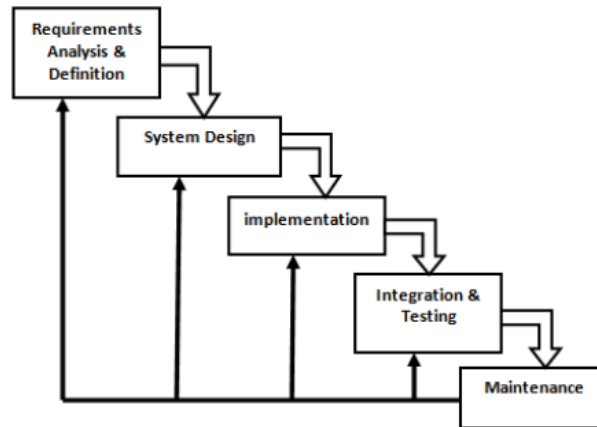 Requirements
Analysis &
Definition
System Design
implementation
Integration &
Testing
Maintenance